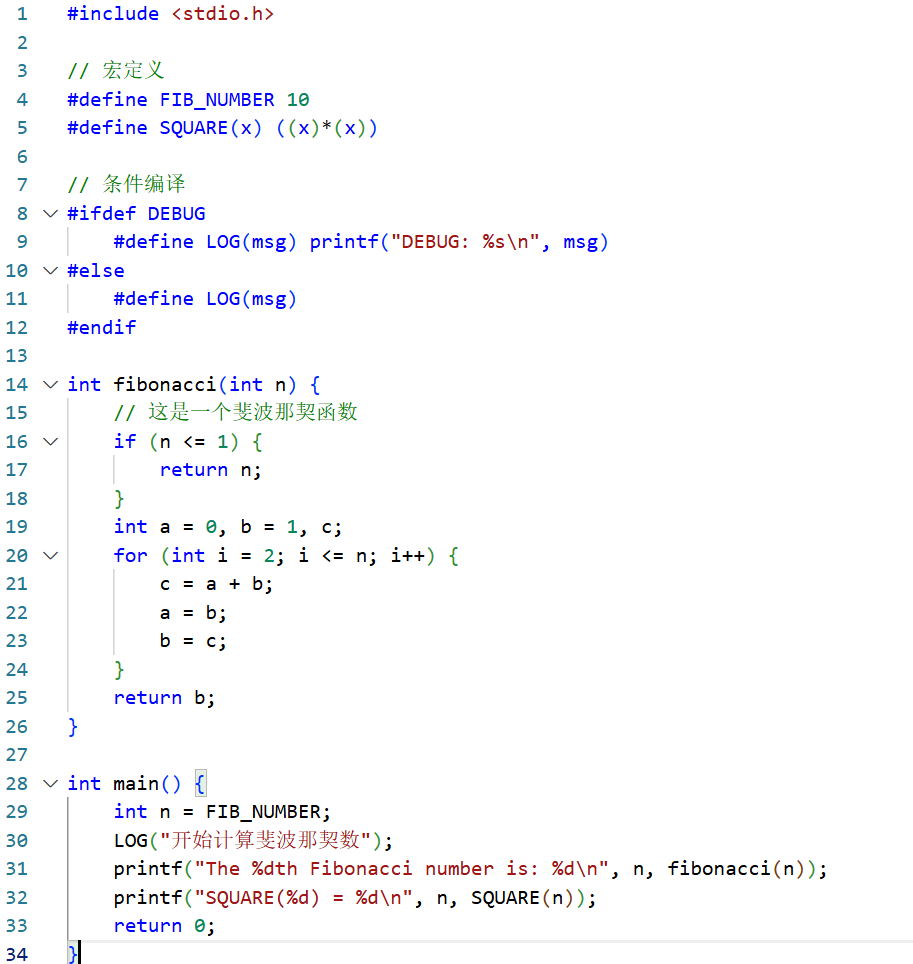 1 #include <stdio.h>
2
3 // 宏定义
4 #define FIB_NUMBER 10
5 #define SQUARE(x) ((x)*(x))
6
7 // 条件编译
8 #ifdef DEBUG
9     #define LOG(msg) printf("DEBUG: %s\n", msg)
10 #else
11     #define LOG(msg)
12 #endif
13
14 int fibonacci(int n) {
15     // 这是一个斐波那契函数
16     if (n <= 1) {
17         return n;
18     }
19     int a = 0, b = 1, c;
20     for (int i = 2; i <= n; i++) {
21         c = a + b;
22         a = b;
23         b = c;
24     }
25     return b;
26 }
27
28 int main() {
29     int n = FIB_NUMBER;
30     LOG("开始计算斐波那契数");
31     printf("The %dth Fibonacci number is: %d\n", n, fibonacci(n));
32     printf("SQUARE(%d) = %d\n", n, SQUARE(n));
33     return 0;
34 }